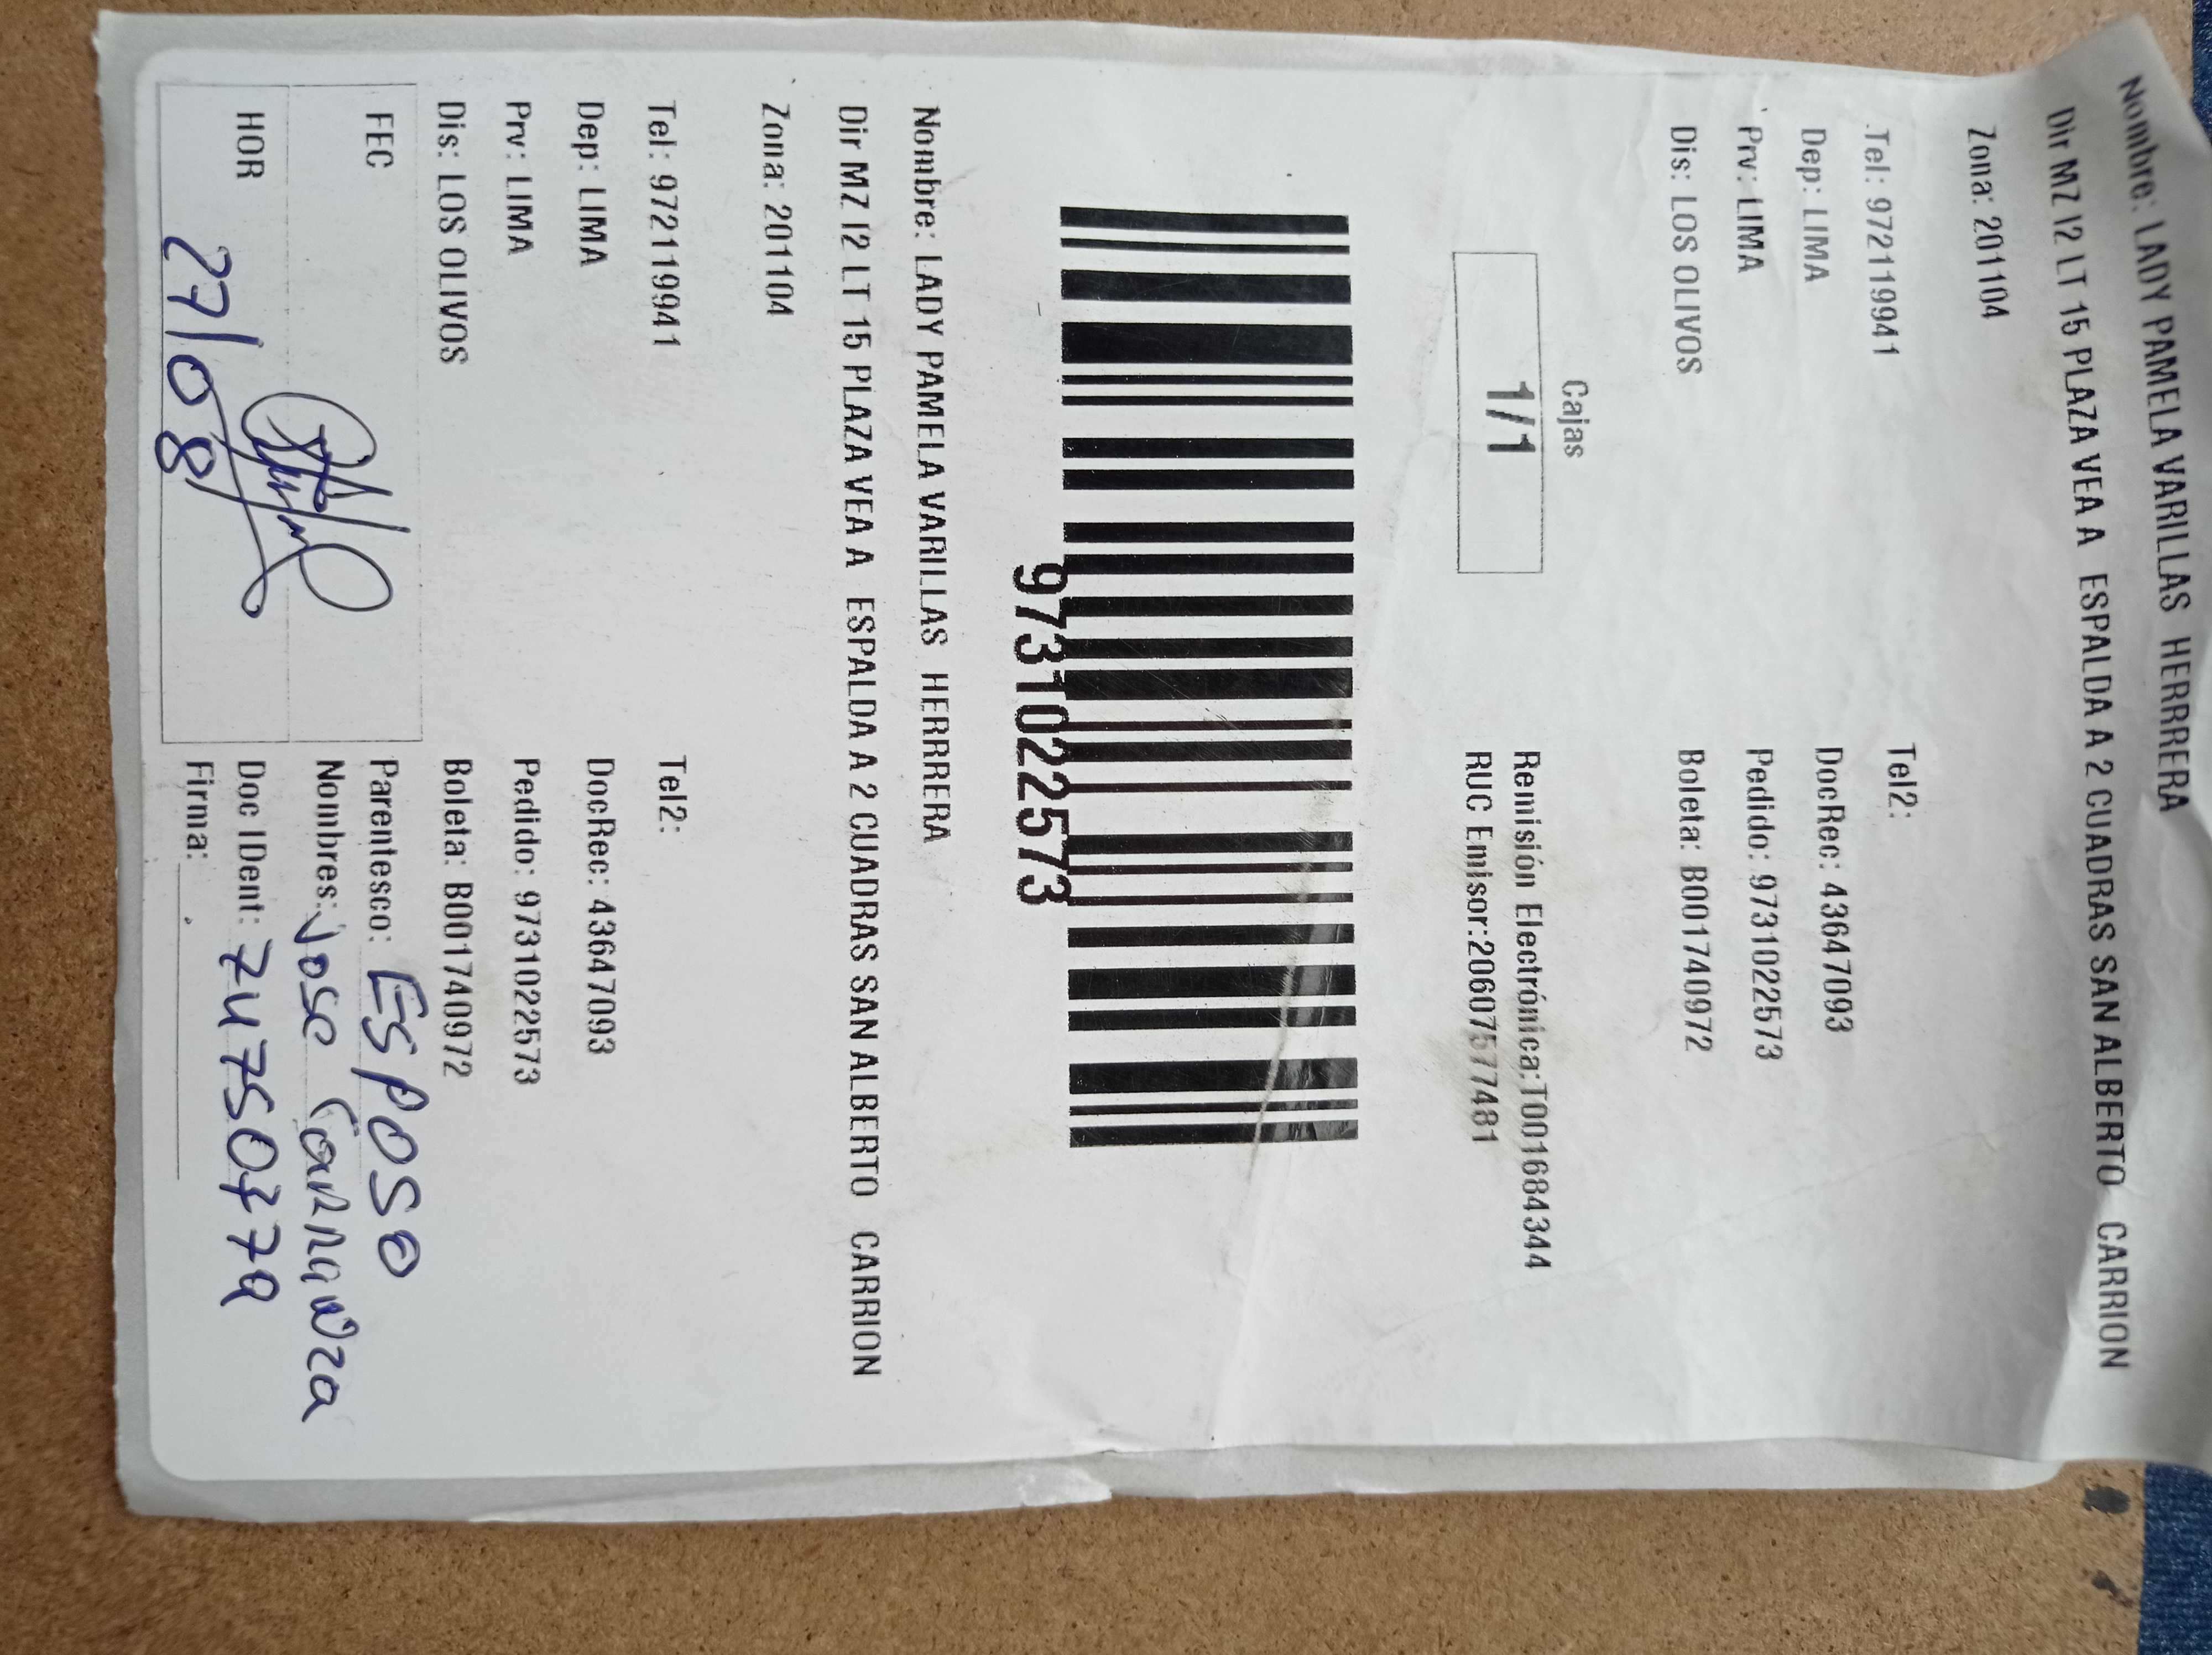 Nombre: LADY PAMELA VARILLAS HERRRERA
Dir MZ I2 LT 15 PLAZA VEA A ESPALDA A 2 CUADRAS SAN ALBERTO CARRION
Zona: 201104
Tel: 972119941 Tel2:
Dep: LIMA DocRec: 43647093
Prv: LIMA Pedido: 9731022573
Dis: LOS OLIVOS Boleta: B001740972
Cajas
1/1
Remisión Electrónica:T001684344
RUC Emisor:20607577481
9731022573
Nombre: LADY PAMELA VARILLAS HERRRERA
Dir MZ I2 LT 15 PLAZA VEA A ESPALDA A 2 CUADRAS SAN ALBERTO CARRION
Zona: 201104
Tel: 972119941 Tel2:
Dep: LIMA DocRec: 43647093
Prv: LIMA Pedido: 9731022573
Dis: LOS OLIVOS Boleta: B001740972
FEC Parentesco: ESPOSO
Nombres: Jose Carranza
HOR 27/08 Doc IDent:
Firma: